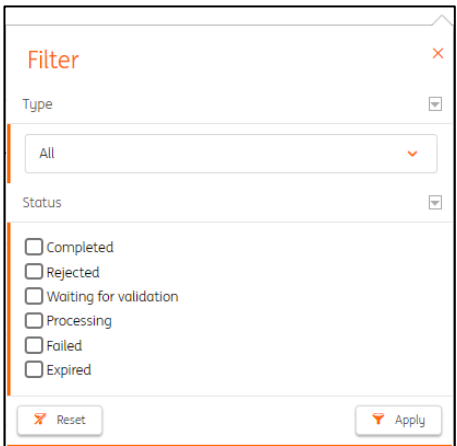 Filter
Type
All
Status
Completed
Rejected
Waiting for validation
Processing
Failed
Expired
Reset Apply